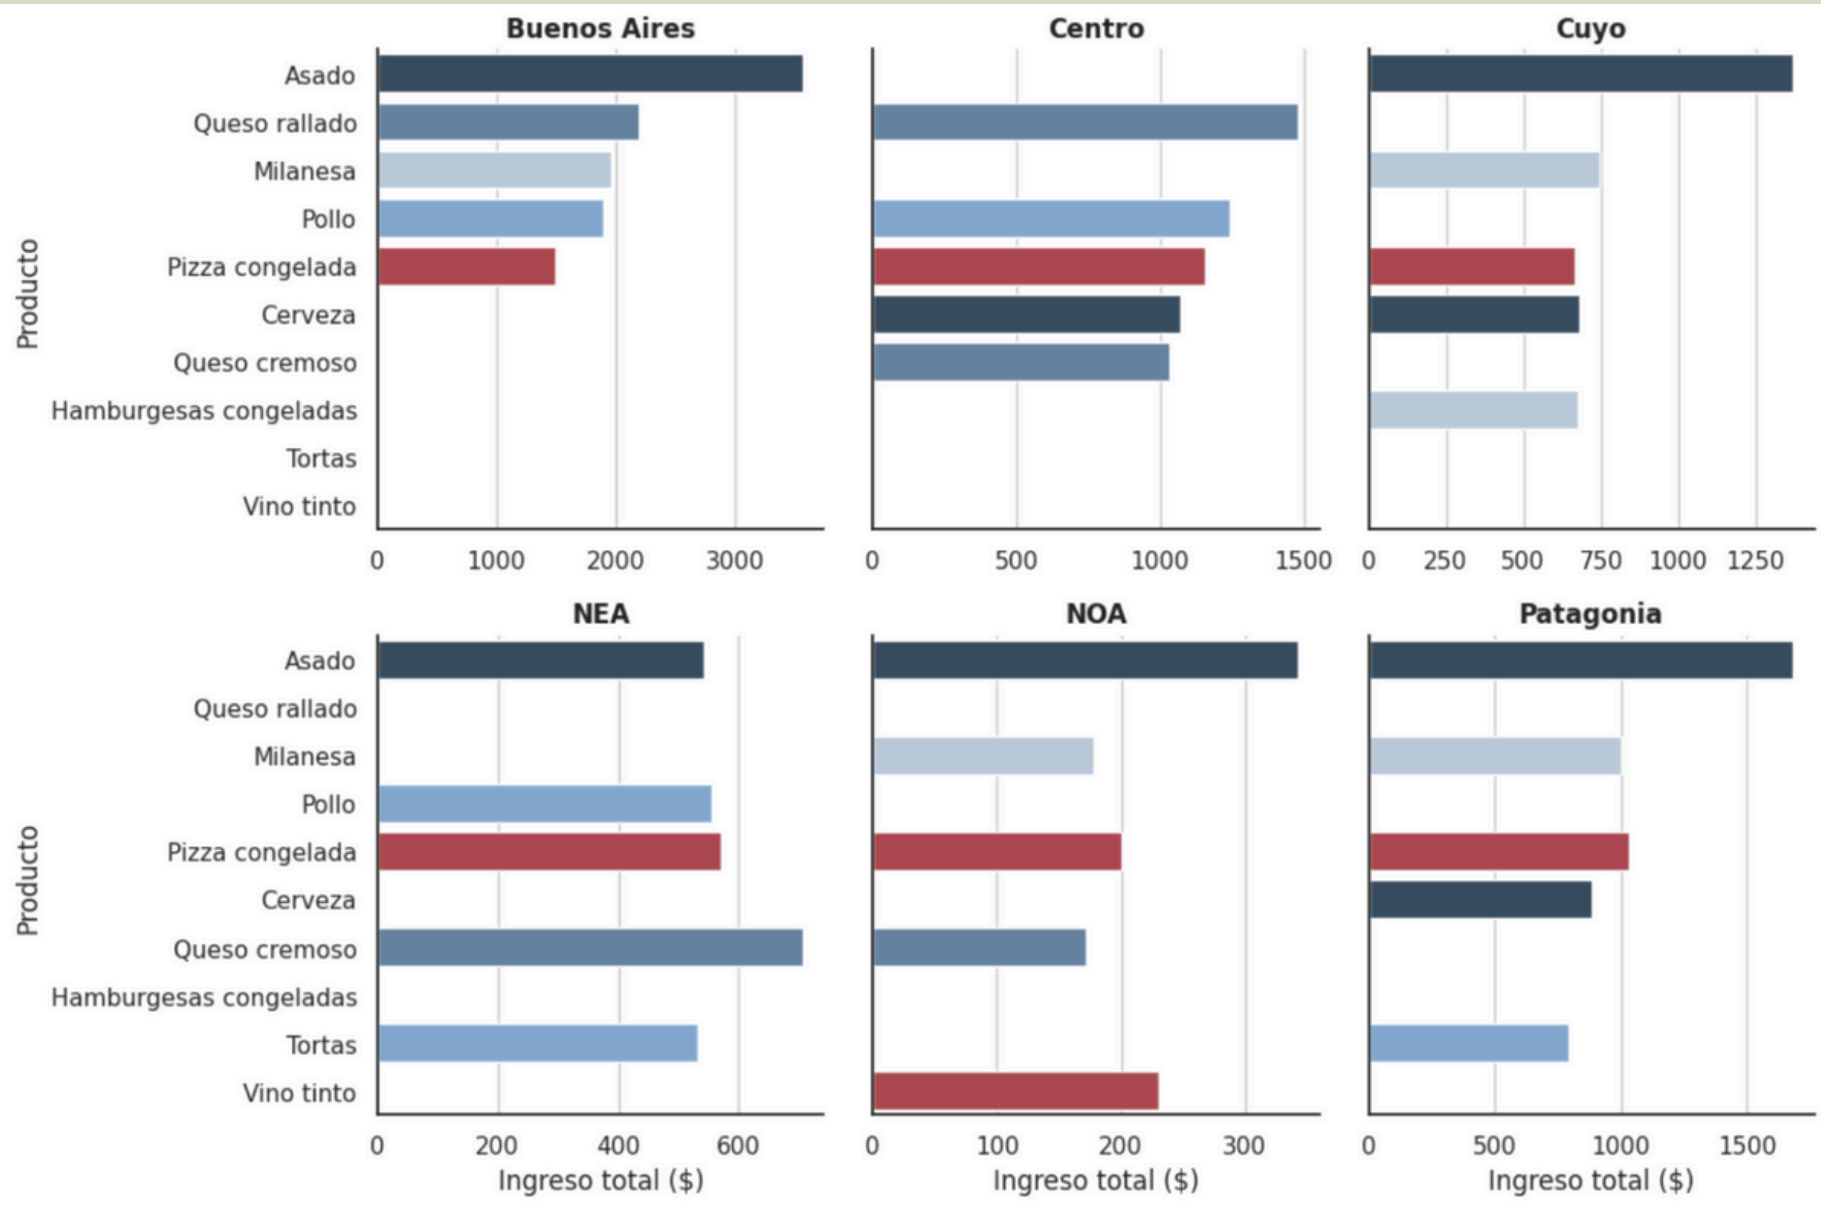 Buenos Aires
Centro
Cuyo
Producto
Asado
Queso rallado
Milanesa
Pollo
Pizza congelada
Cerveza
Queso cremoso
Hamburgesas congeladas
Tortas
Vino tinto
0 1000 2000 3000
0 500 1000 1500
0 250 500 750 1000 1250
NEA
NOA
Patagonia
Producto
Asado
Queso rallado
Milanesa
Pollo
Pizza congelada
Cerveza
Queso cremoso
Hamburgesas congeladas
Tortas
Vino tinto
0 200 400 600
0 100 200 300
0 500 1000 1500
Ingreso total ($)
Ingreso total ($)
Ingreso total ($)